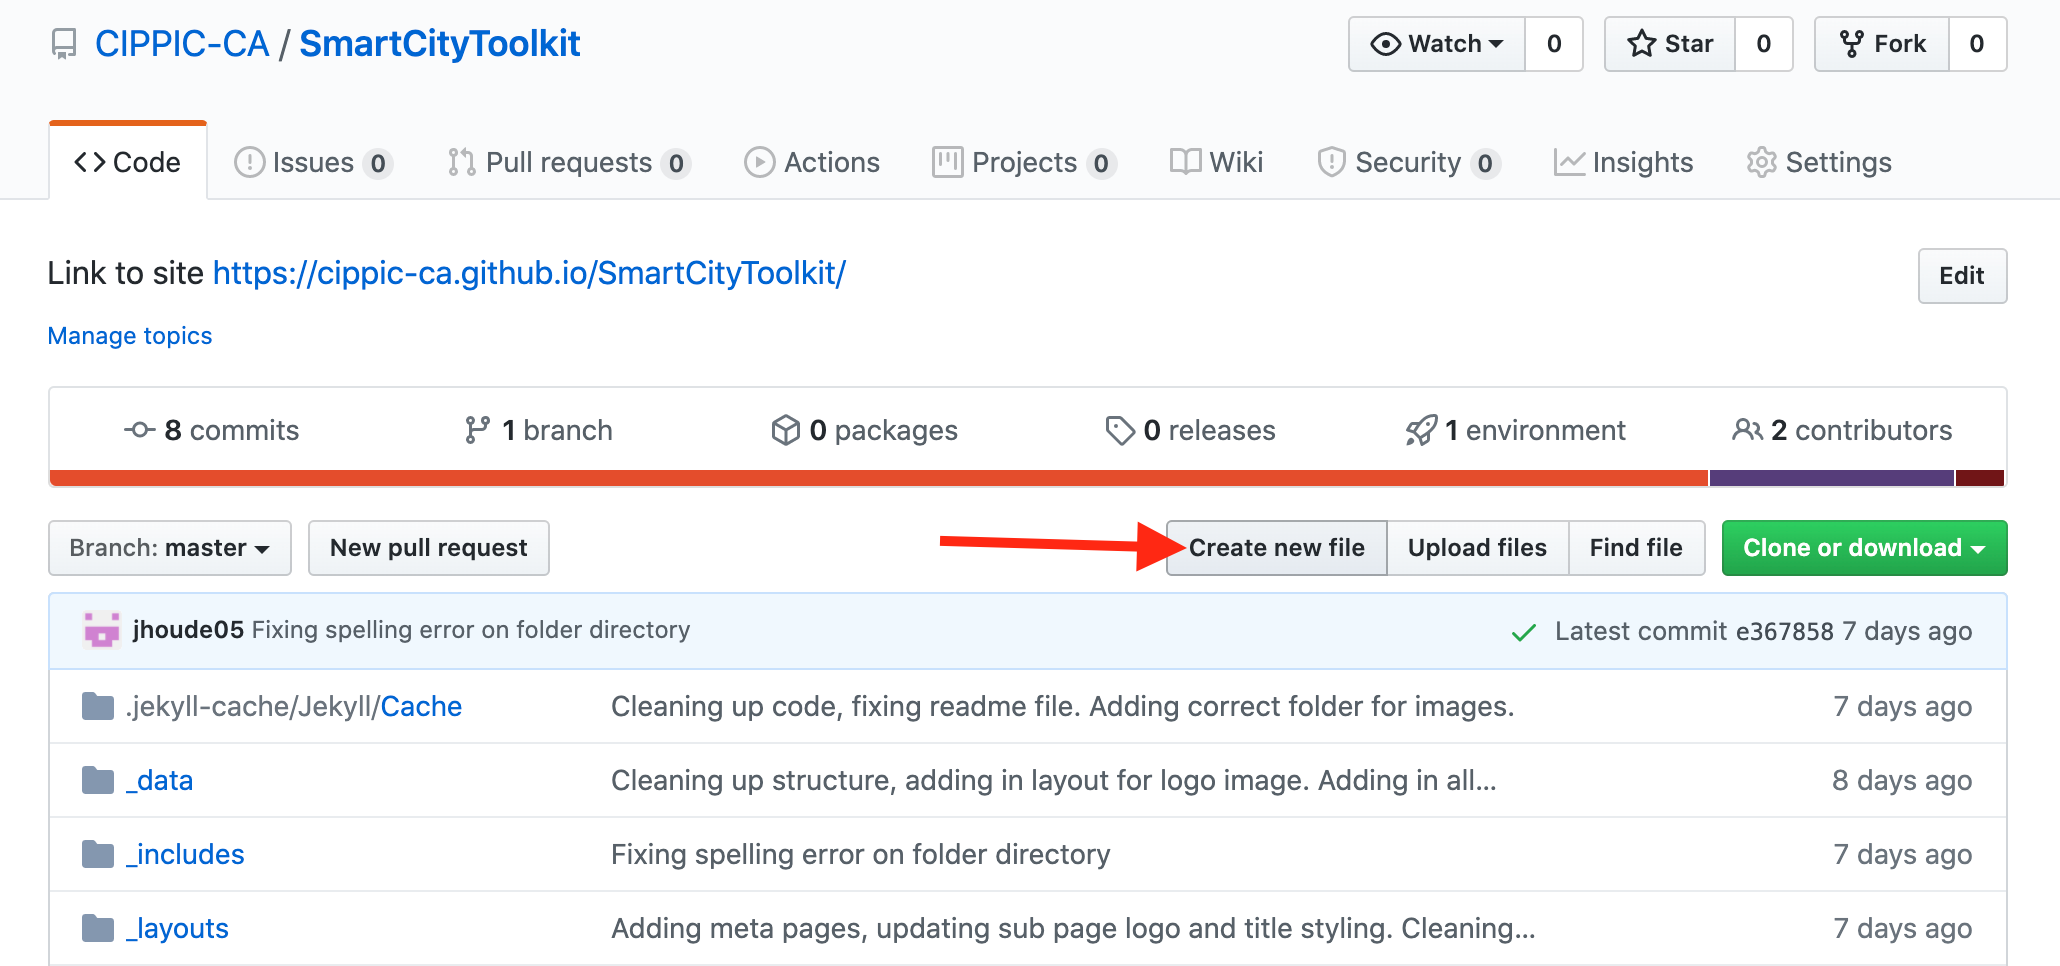 CIPPIC-CA / SmartCityToolkit Watch 0 Star 0 Fork 0
Code Issues 0 Pull requests 0 Actions Projects 0 Wiki Security 0 Insights Settings
Link to site https://cippic-ca.github.io/SmartCityToolkit/ Edit
Manage topics
8 commits 1 branch 0 packages 0 releases 1 environment 2 contributors
Branch: master New pull request Create new file Upload files Find file Clone or download
jhoude05 Fixing spelling error on folder directory Latest commit e367858 7 days ago
.jekyll-cache/Jekyll/Cache Cleaning up code, fixing readme file. Adding correct folder for images. 7 days ago
_data Cleaning up structure, adding in layout for logo image. Adding in all... 8 days ago
_includes Fixing spelling error on folder directory 7 days ago
_layouts Adding meta pages, updating sub page logo and title styling. Cleaning... 7 days ago